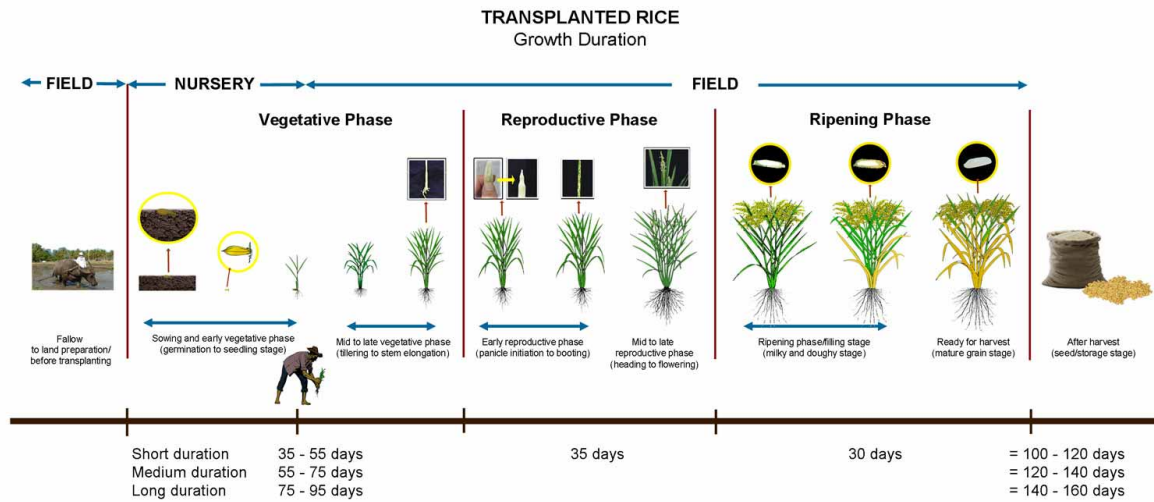 TRANSPLANTED RICE
Growth Duration
FIELD
NURSERY
FIELD
Vegetative Phase
Reproductive Phase
Ripening Phase
Fallow
to land preparation/
before transplanting
Sowing and early vegetative phase
(germination to seedling stage)
Mid to late vegetative phase
(tillering to stem elongation)
Early reproductive phase
(panicle initiation to booting)
Mid to late
reproductive phase
(heading to flowering)
Ripening phase/filling stage
(milky and doughy stage)
Ready for harvest
(mature grain stage)
After harvest
(seed/storage stage)
Short duration 35 - 55 days 35 days 30 days = 100 - 120 days
Medium duration 55 - 75 days = 120 - 140 days
Long duration 75 - 95 days = 140 - 160 days